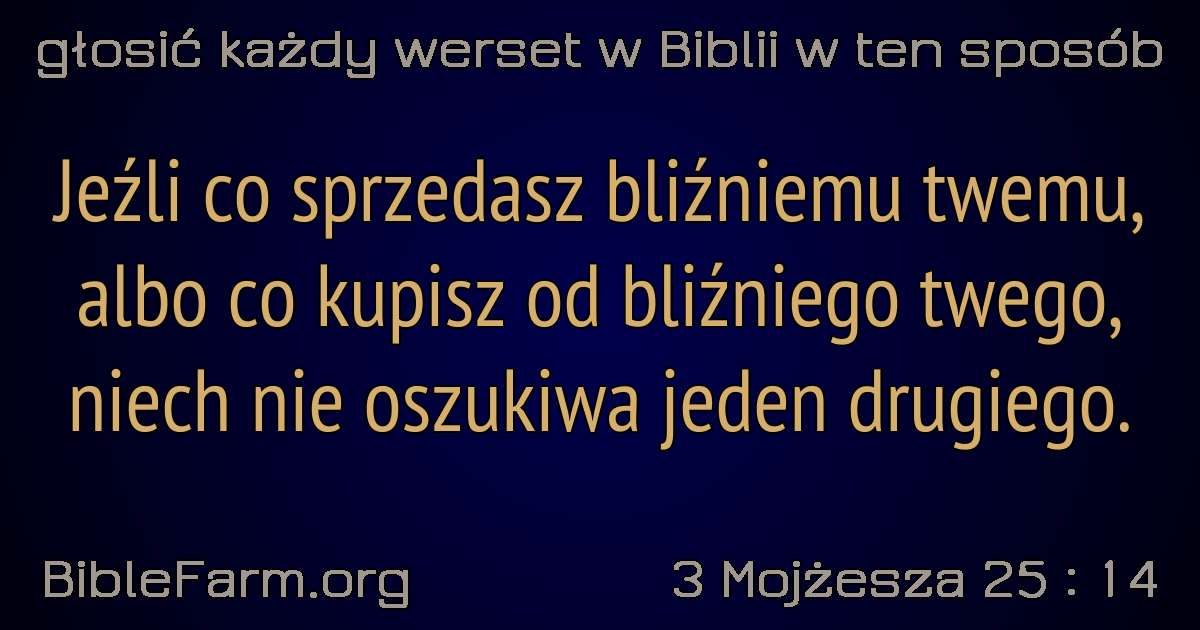 głosić każdy werset w Biblii w ten sposób
Jeźli co sprzedasz bliźniemu twemu,
albo co kupisz od bliźniego twego,
niech nie oszukiwa jeden drugiego.
BibleFarm.org
3 Mojżesza 25 : 14